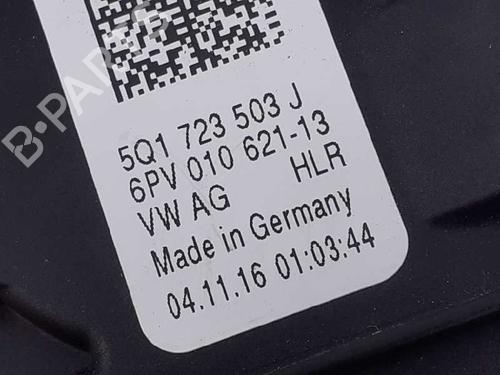 5Q1 723 503 J
6PV 010 621-13
VW AG HLR
Made in Germany
04.11.16 01:03:44
B-PARTS